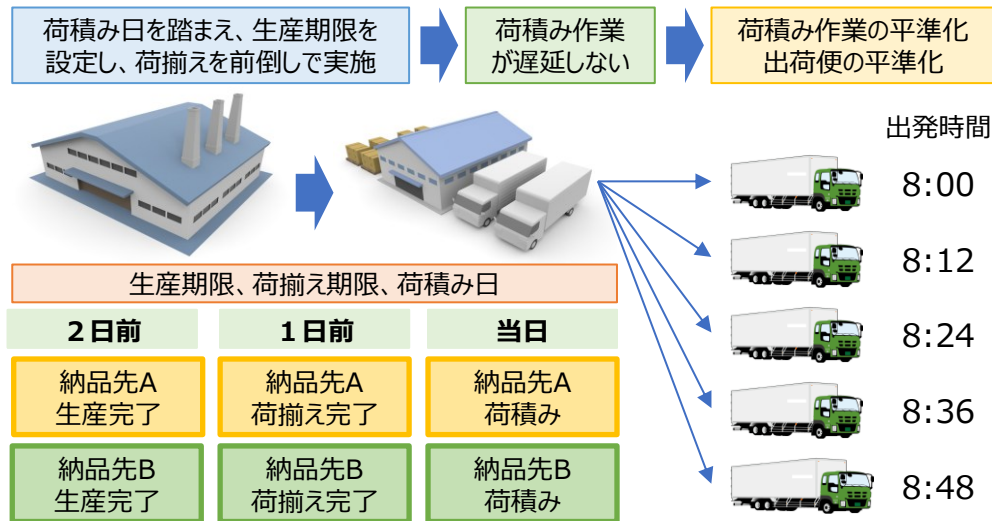 荷積み日を踏まえ、生産期限を
設定し、荷揃えを前倒しで実施
荷積み作業
が遅延しない
荷積み作業の平準化
出荷便の平準化
出発時間
8:00
8:12
8:24
8:36
8:48
生産期限、荷揃え期限、荷積み日
２日前
１日前
当日
納品先A
生産完了
納品先A
荷揃え完了
納品先A
荷積み
納品先B
生産完了
納品先B
荷揃え完了
納品先B
荷積み